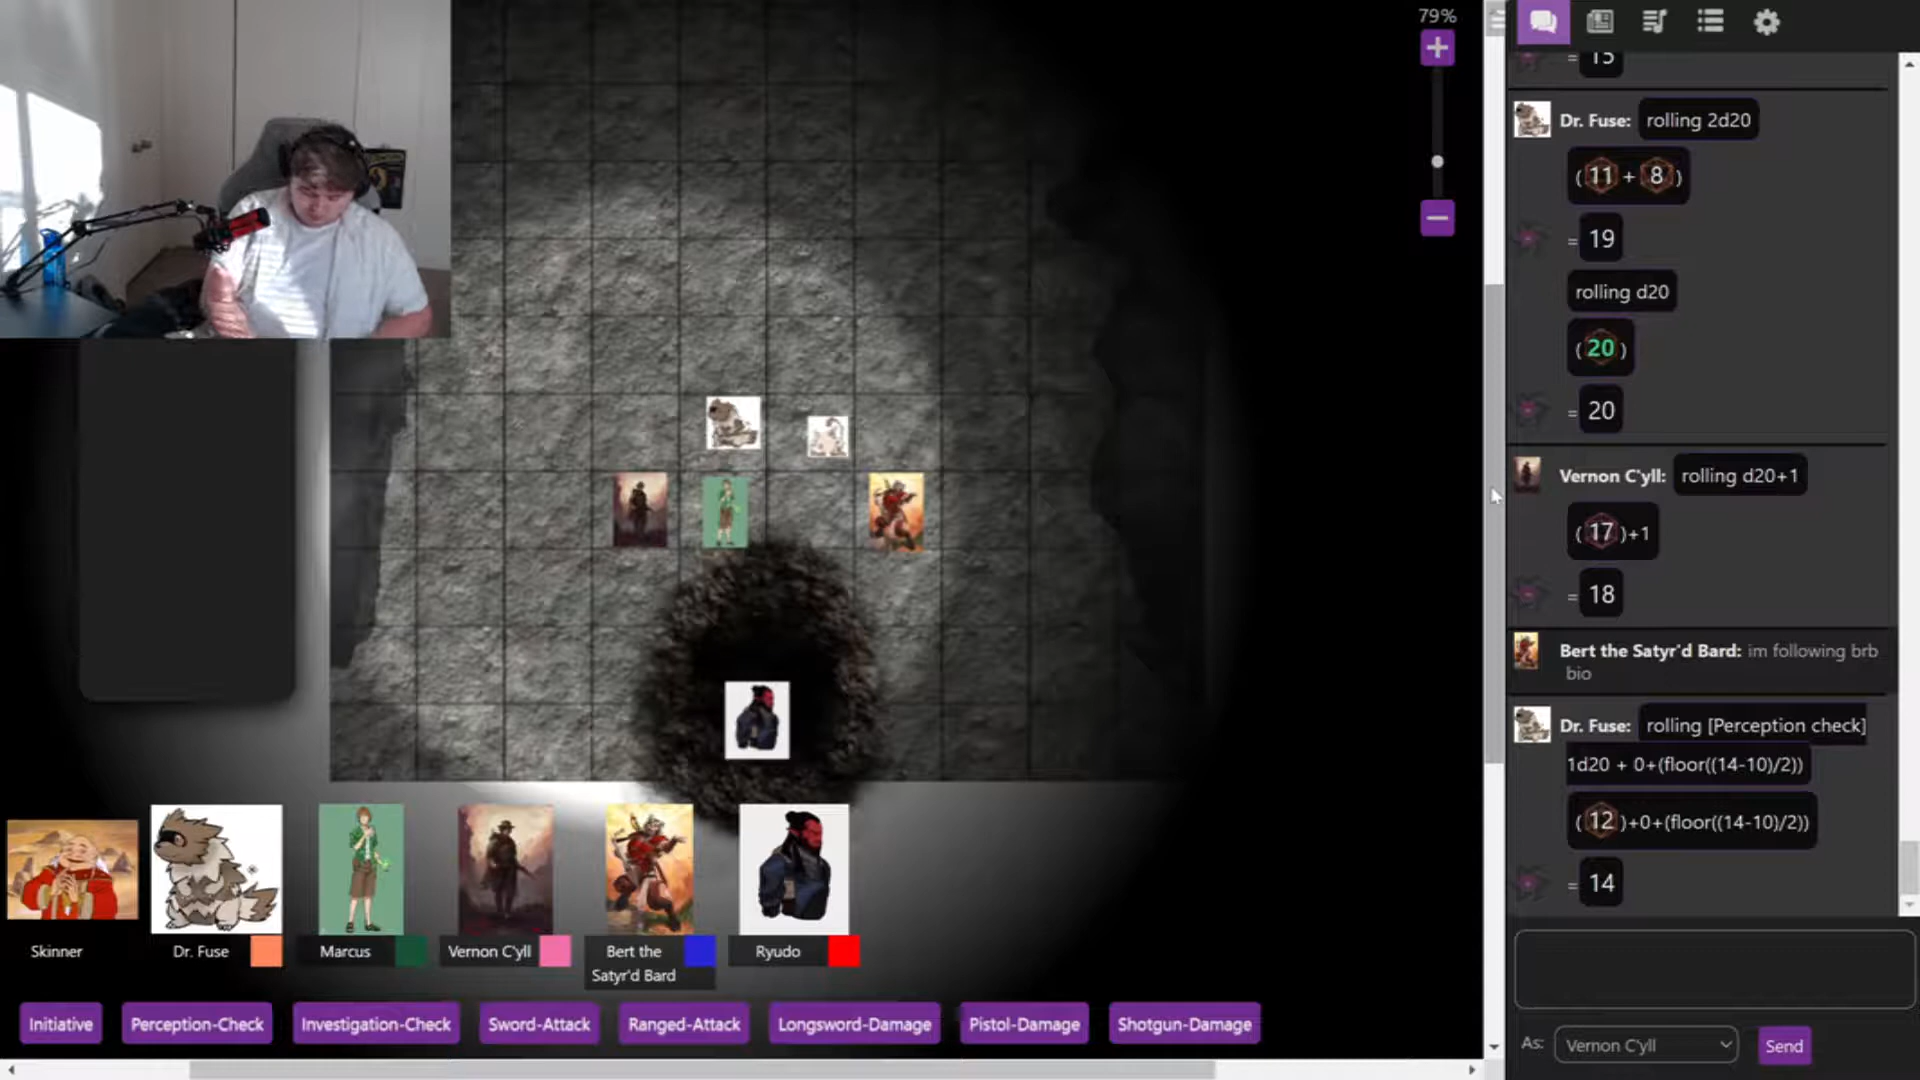 79%
= 15
Dr. Fuse: rolling 2d20
(11 + 8)
= 19
rolling d20
(20)
= 20
Vernon C'yll: rolling d20+1
(17)+1
= 18
Bert the Satyr'd Bard: im following brb
bio
Dr. Fuse: rolling [Perception check]
1d20 + 0+(floor((14-10)/2))
(12)+0+(floor((14-10)/2))
= 14
Skinner
Dr. Fuse
Marcus
Vernon C'yll
Bert the
Satyr'd Bard
Ryudo
Initiative
Perception-Check
Investigation-Check
Sword-Attack
Ranged-Attack
Longsword-Damage
Pistol-Damage
Shotgun-Damage
As: Vernon C'yll
Send